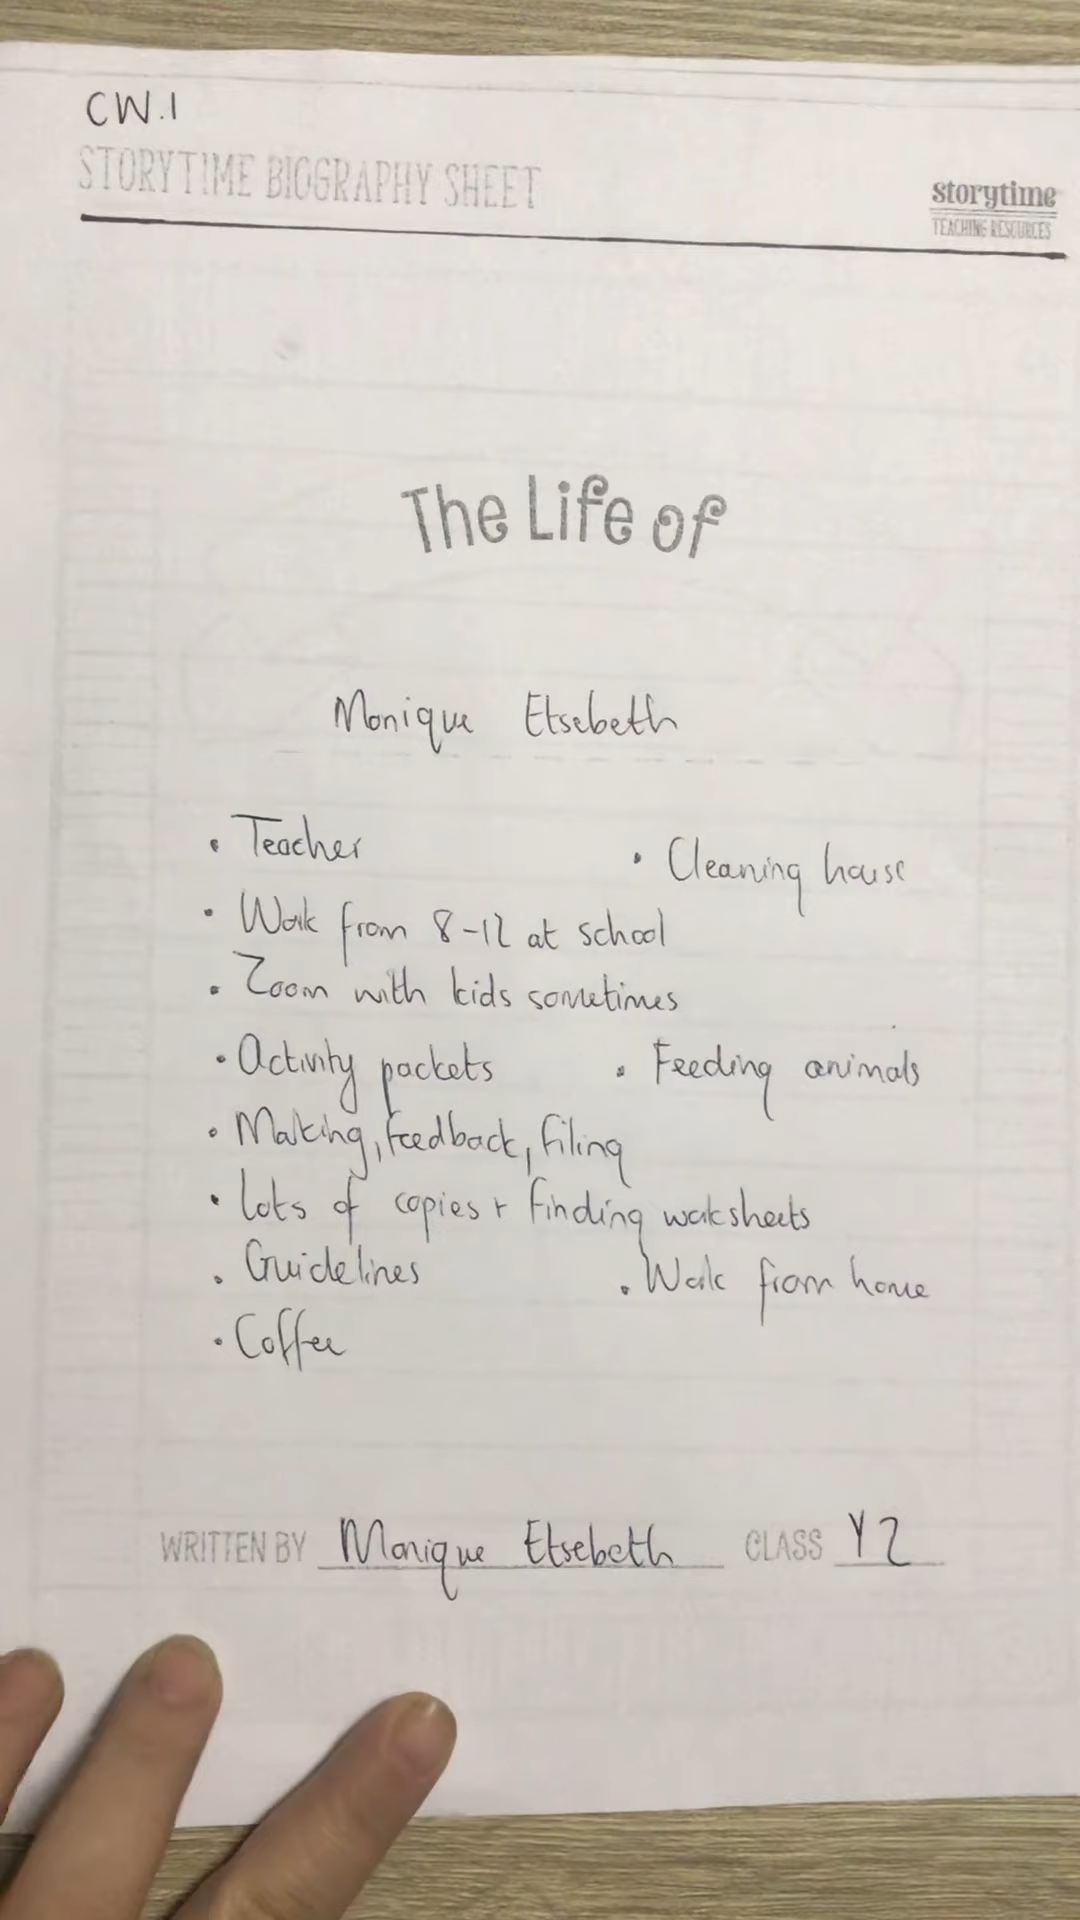 CW.1
STORYTIME BIOGRAPHY SHEET
storytime
TEACHING RESOURCES
The Life of
Monique Etsebeth
• Teacher
• Cleaning house
• Work from 8-12 at school
• Zoom with kids sometimes
• Activity packets
• Feeding animals
• Marking, feedback, filing
• Lots of copies + finding worksheets
• Guidelines
• Work from home
• Coffee
WRITTEN BY Monique Etsebeth CLASS Y2